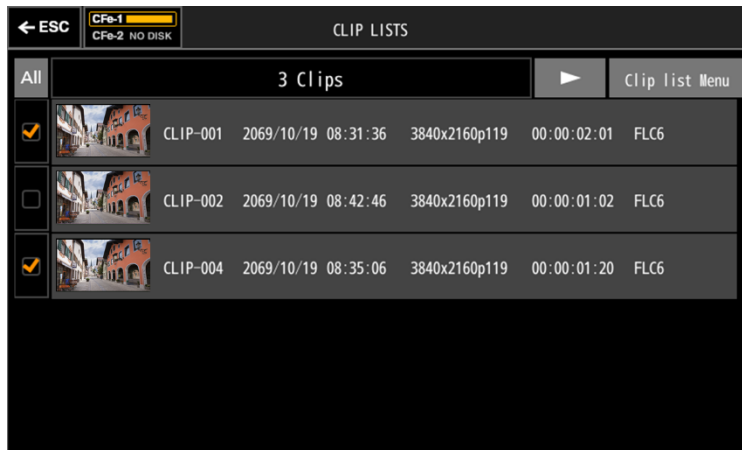 ← ESC CFe-1 CLIP LISTS
CFe-2 NO DISK
All 3 Clips Clip list Menu
CLIP-001 2069/10/19 08:31:36 3840x2160p119 00:00:02:01 FLC6
CLIP-002 2069/10/19 08:42:46 3840x2160p119 00:00:01:02 FLC6
CLIP-004 2069/10/19 08:35:06 3840x2160p119 00:00:01:20 FLC6